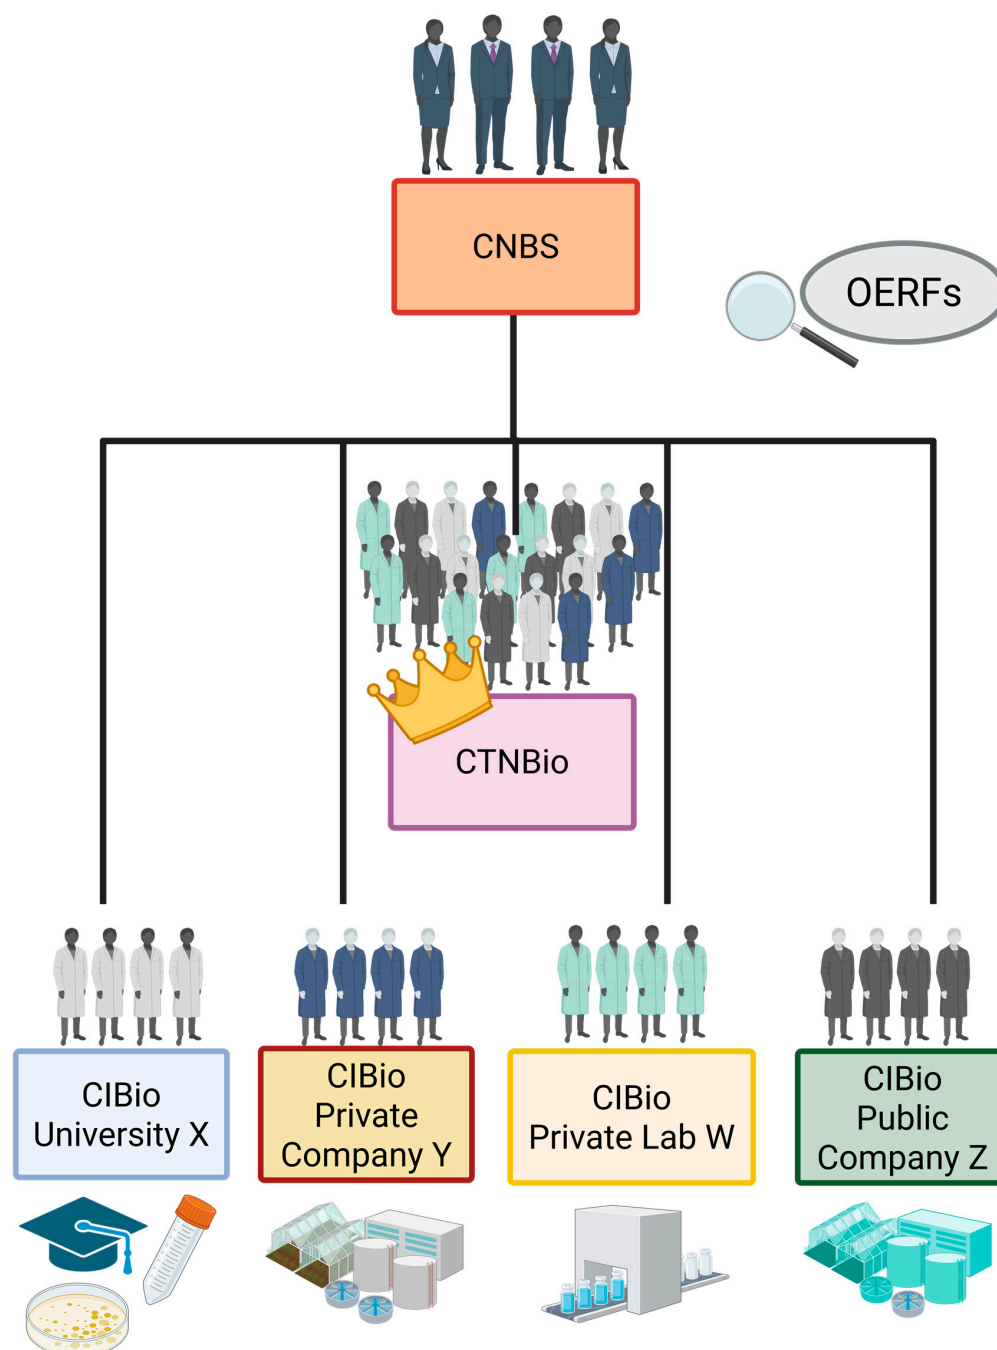 CNBS
OERFs
CTNBio
CIBio
University X
CIBio
Private
Company Y
CIBio
Private Lab W
CIBio
Public
Company Z